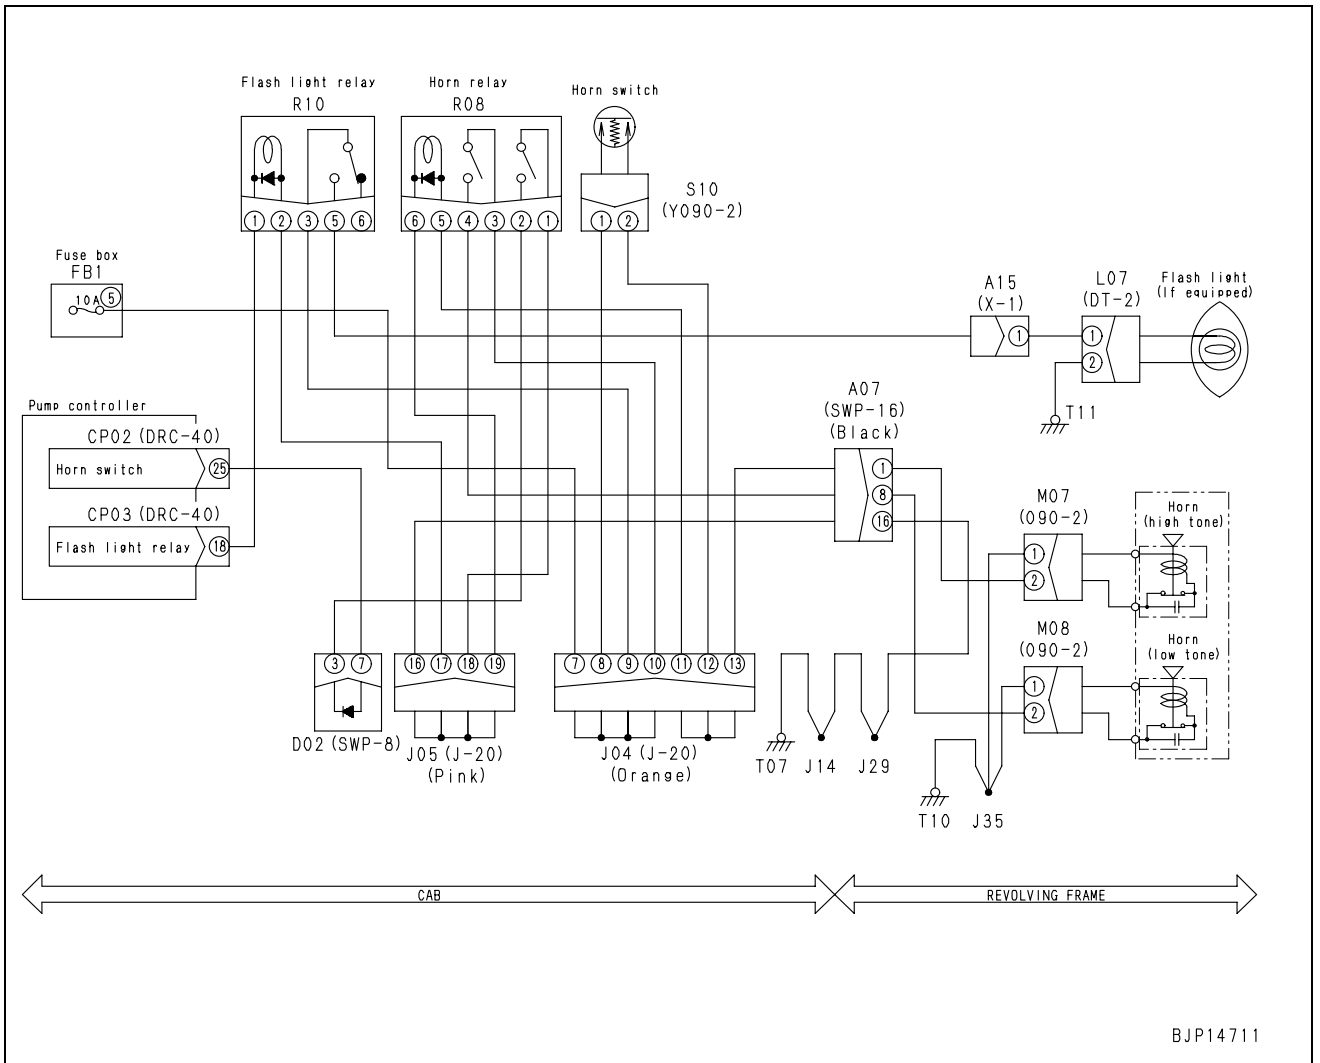 Flash light relay
R10
Horn relay
R08
Horn switch
1 2 3 5 6
6 5 4 3 2 1
1 2
S10
(Y090-2)
Fuse box
FB1
10A 5
A15
(X-1)
1
L07
(DT-2)
1
2
Flash light
(If equipped)
T11
A07
(SWP-16)
(Black)
1
8
16
Pump controller
CP02 (DRC-40)
Horn switch 25
CP03 (DRC-40)
Flash light relay 18
M07
(090-2)
1
2
Horn
(high tone)
M08
(090-2)
1
2
Horn
(low tone)
3 7
D02 (SWP-8)
16 17 18 19
J05 (J-20)
(Pink)
7 8 9 10 11 12 13
J04 (J-20)
(Orange)
T07 J14 J29
T10 J35
CAB
REVOLVING FRAME
BJP14711